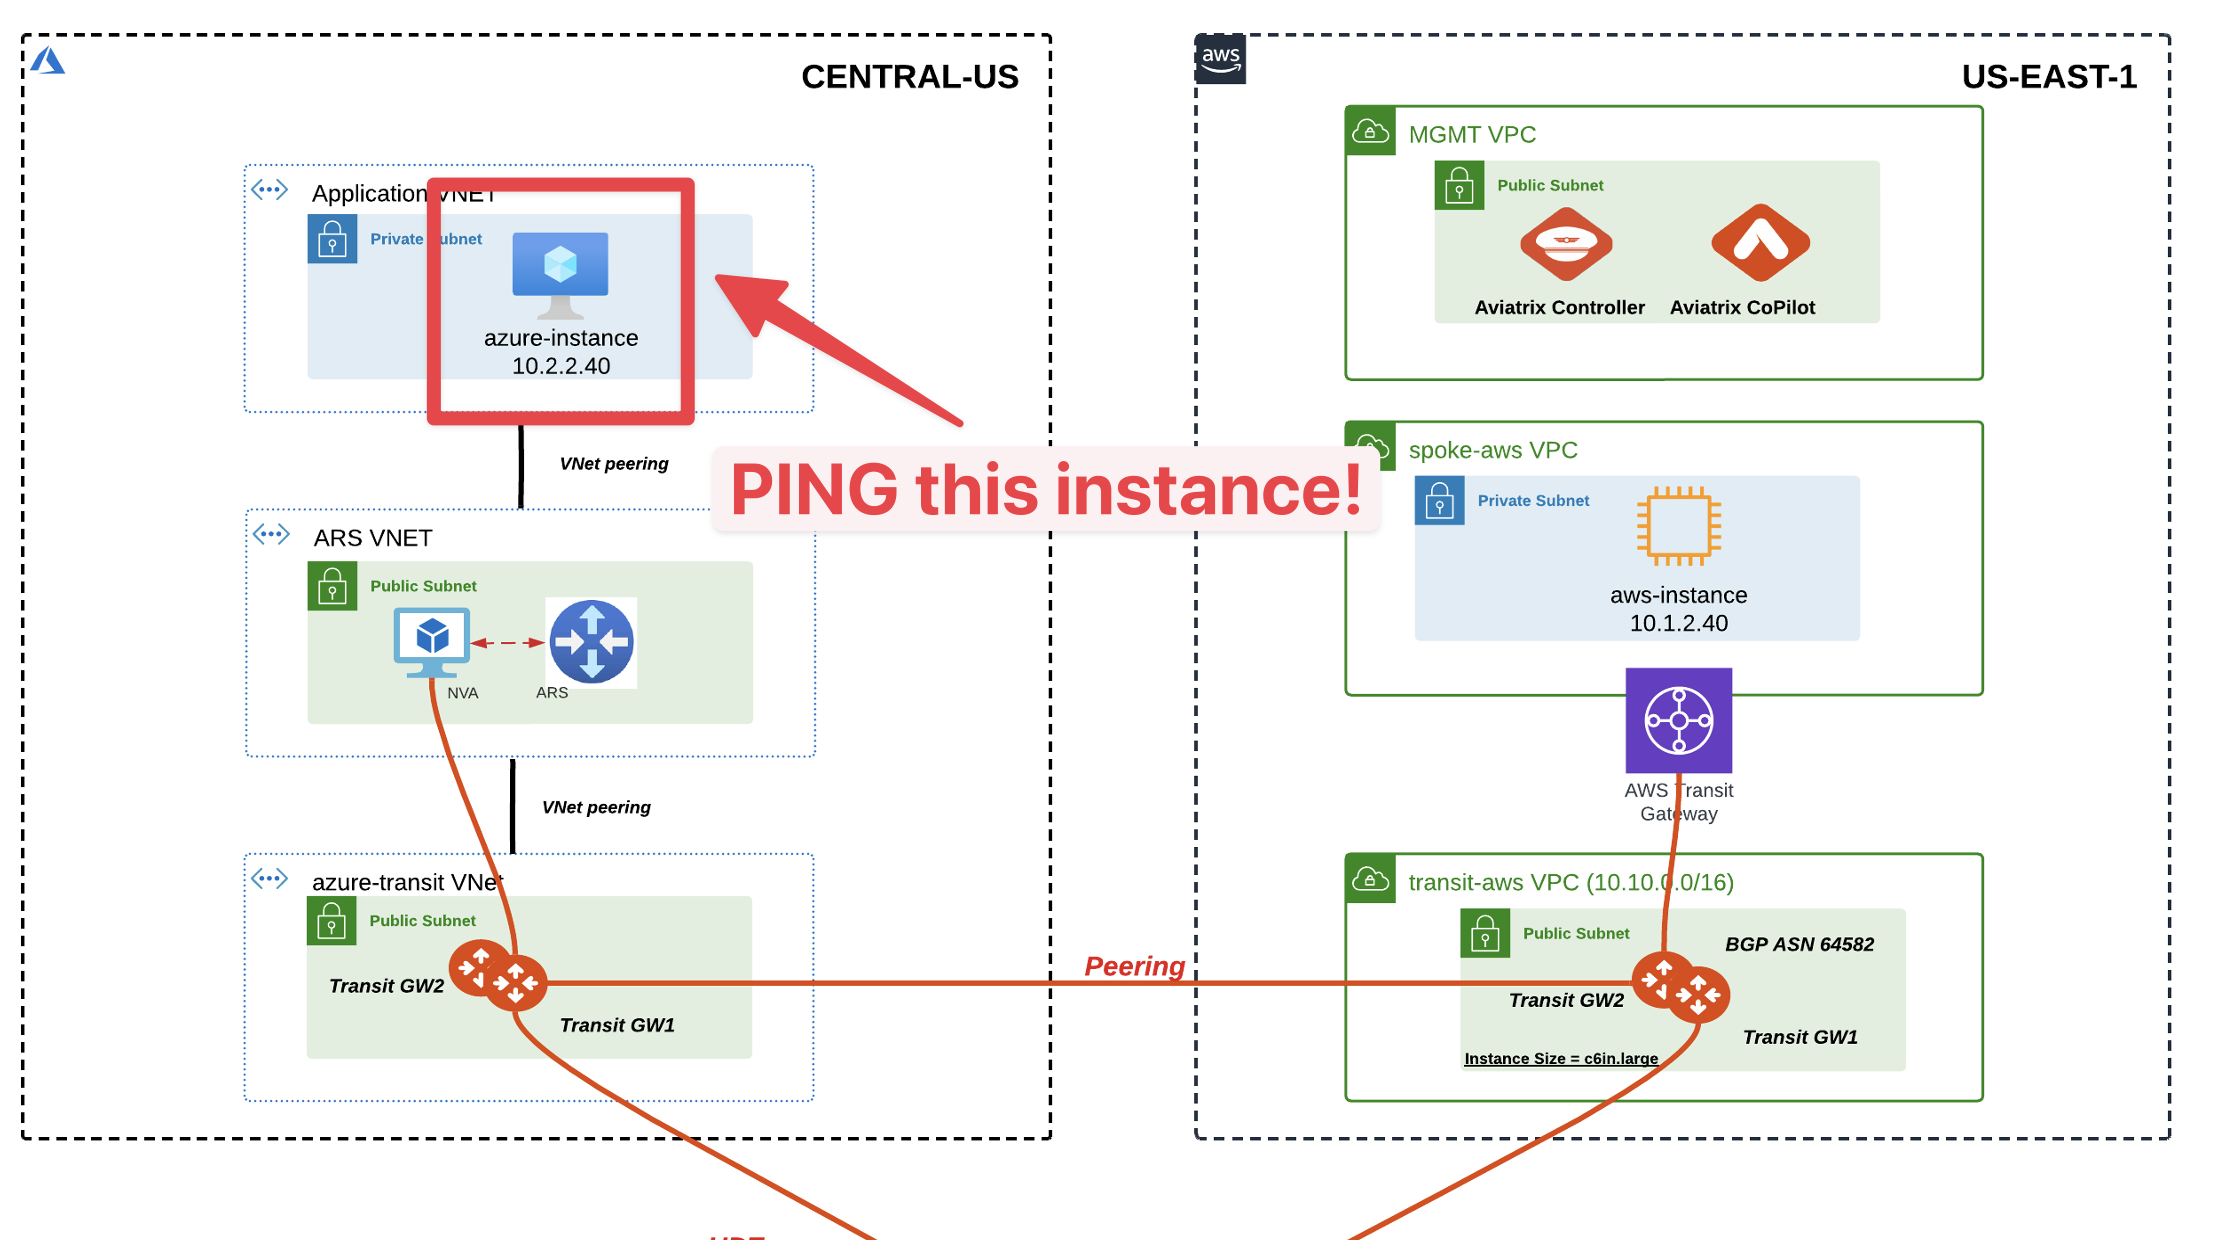 CENTRAL-US
Application VNET
Private Subnet
azure-instance
10.2.2.40
VNet peering
ARS VNET
Public Subnet
NVA
ARS
VNet peering
azure-transit VNet
Public Subnet
Transit GW2
Transit GW1
PING this instance!
Peering
aws
US-EAST-1
MGMT VPC
Public Subnet
Aviatrix Controller
Aviatrix CoPilot
spoke-aws VPC
Private Subnet
aws-instance
10.1.2.40
AWS Transit
Gateway
transit-aws VPC (10.10.0.0/16)
Public Subnet
BGP ASN 64582
Transit GW2
Transit GW1
Instance Size = c6in.large